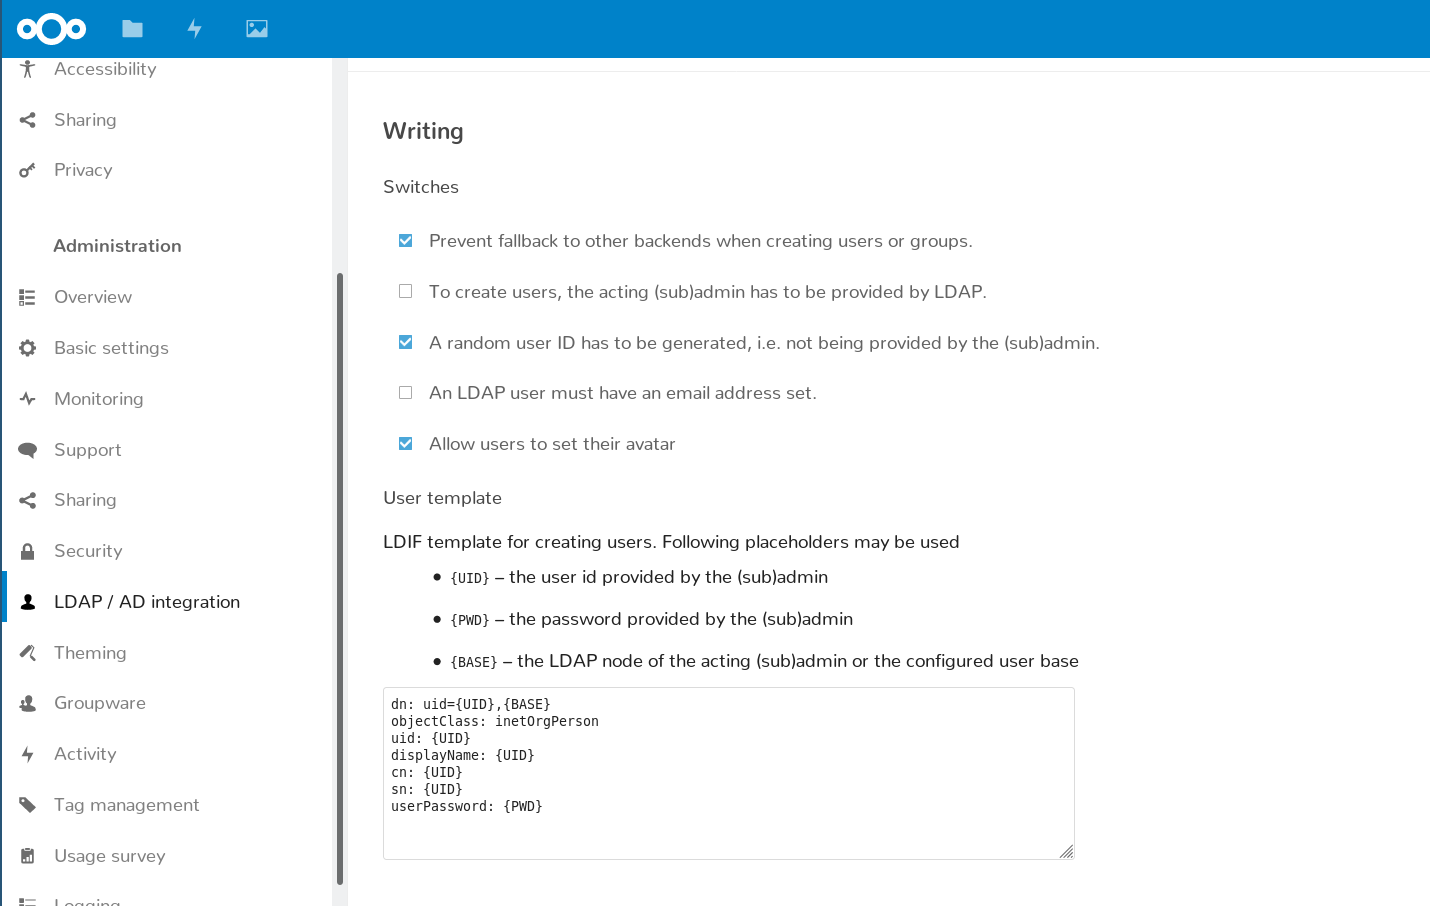 Accessibility
Sharing
Privacy
Administration
Overview
Basic settings
Monitoring
Support
Sharing
Security
LDAP / AD integration
Theming
Groupware
Activity
Tag management
Usage survey
Logging
Writing
Switches
Prevent fallback to other backends when creating users or groups.
To create users, the acting (sub)admin has to be provided by LDAP.
A random user ID has to be generated, i.e. not being provided by the (sub)admin.
An LDAP user must have an email address set.
Allow users to set their avatar
User template
LDIF template for creating users. Following placeholders may be used
• {UID} – the user id provided by the (sub)admin
• {PWD} – the password provided by the (sub)admin
• {BASE} – the LDAP node of the acting (sub)admin or the configured user base
dn: uid={UID},{BASE}
objectClass: inetOrgPerson
uid: {UID}
displayName: {UID}
cn: {UID}
sn: {UID}
userPassword: {PWD}